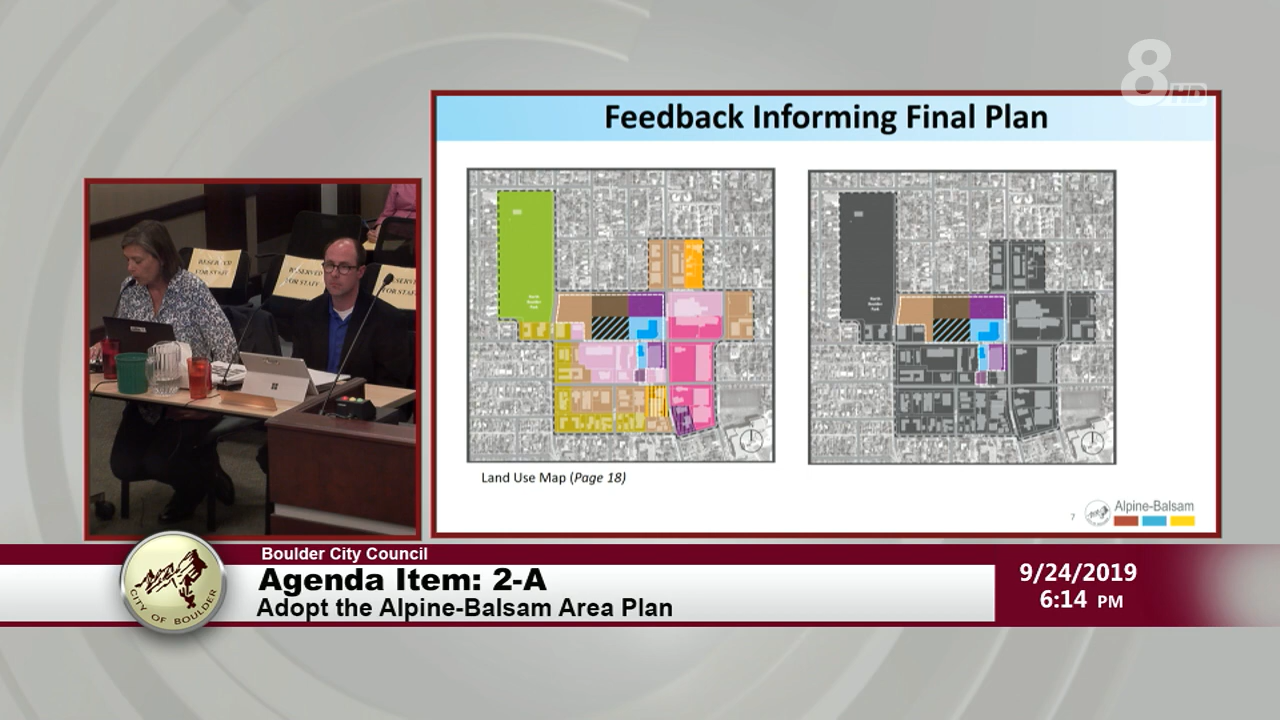 8
HD
Feedback Informing Final Plan
North
Boulder
Park
North
Boulder
Park
Land Use Map (Page 18)
7
Alpine-Balsam
RESERVED
FOR STAFF
RESERVED
FOR STAFF
RESERVED
FOR STAFF
Boulder City Council
Agenda Item: 2-A
Adopt the Alpine-Balsam Area Plan
CITY OF BOULDER
9/24/2019
6:14 PM